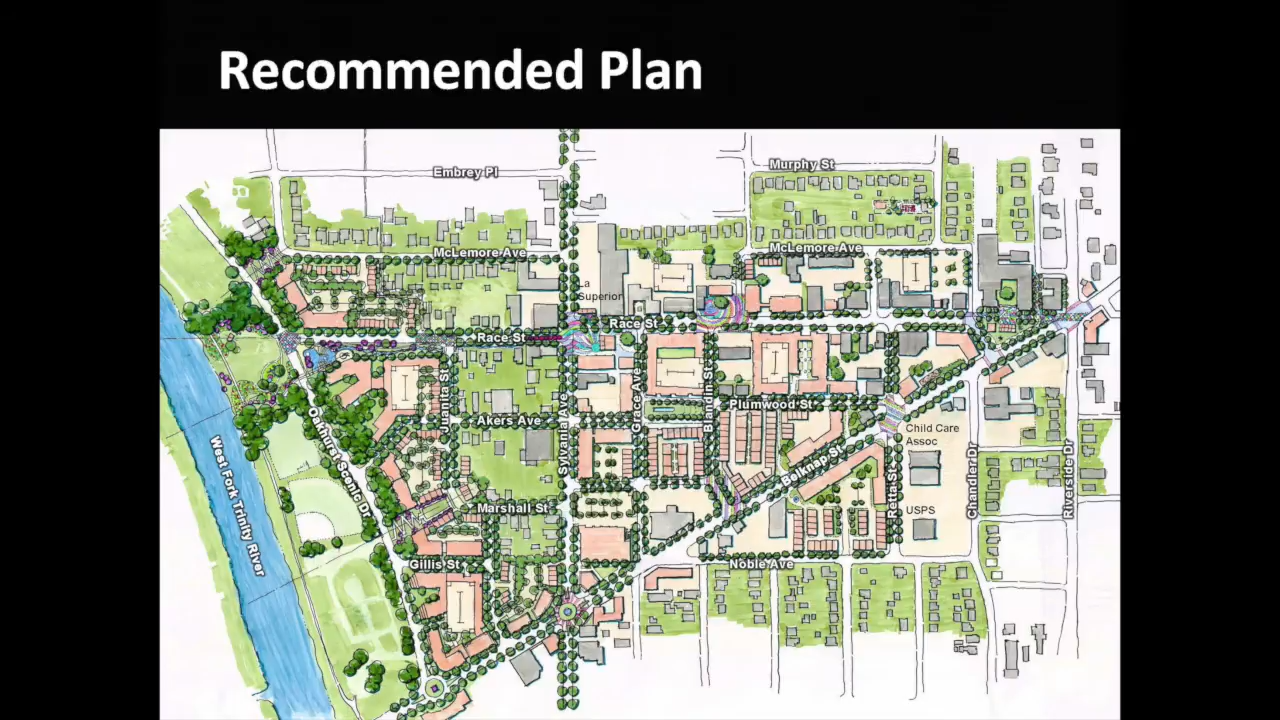 Recommended Plan
Embrey Pl
Murphy St
McLemore Ave
McLemore Ave
La
Superior
Race St
Race St
Juanita St
Sylvania Ave
Grace Ave
Blandin St
Plumwood St
Akers Ave
Oakhurst Scenic Dr
West Fork Trinity River
Child Care
Assoc
Belknap St
Retta St
Chandler Dr
Riverside Dr
Marshall St
USPS
Gillis St
Noble Ave